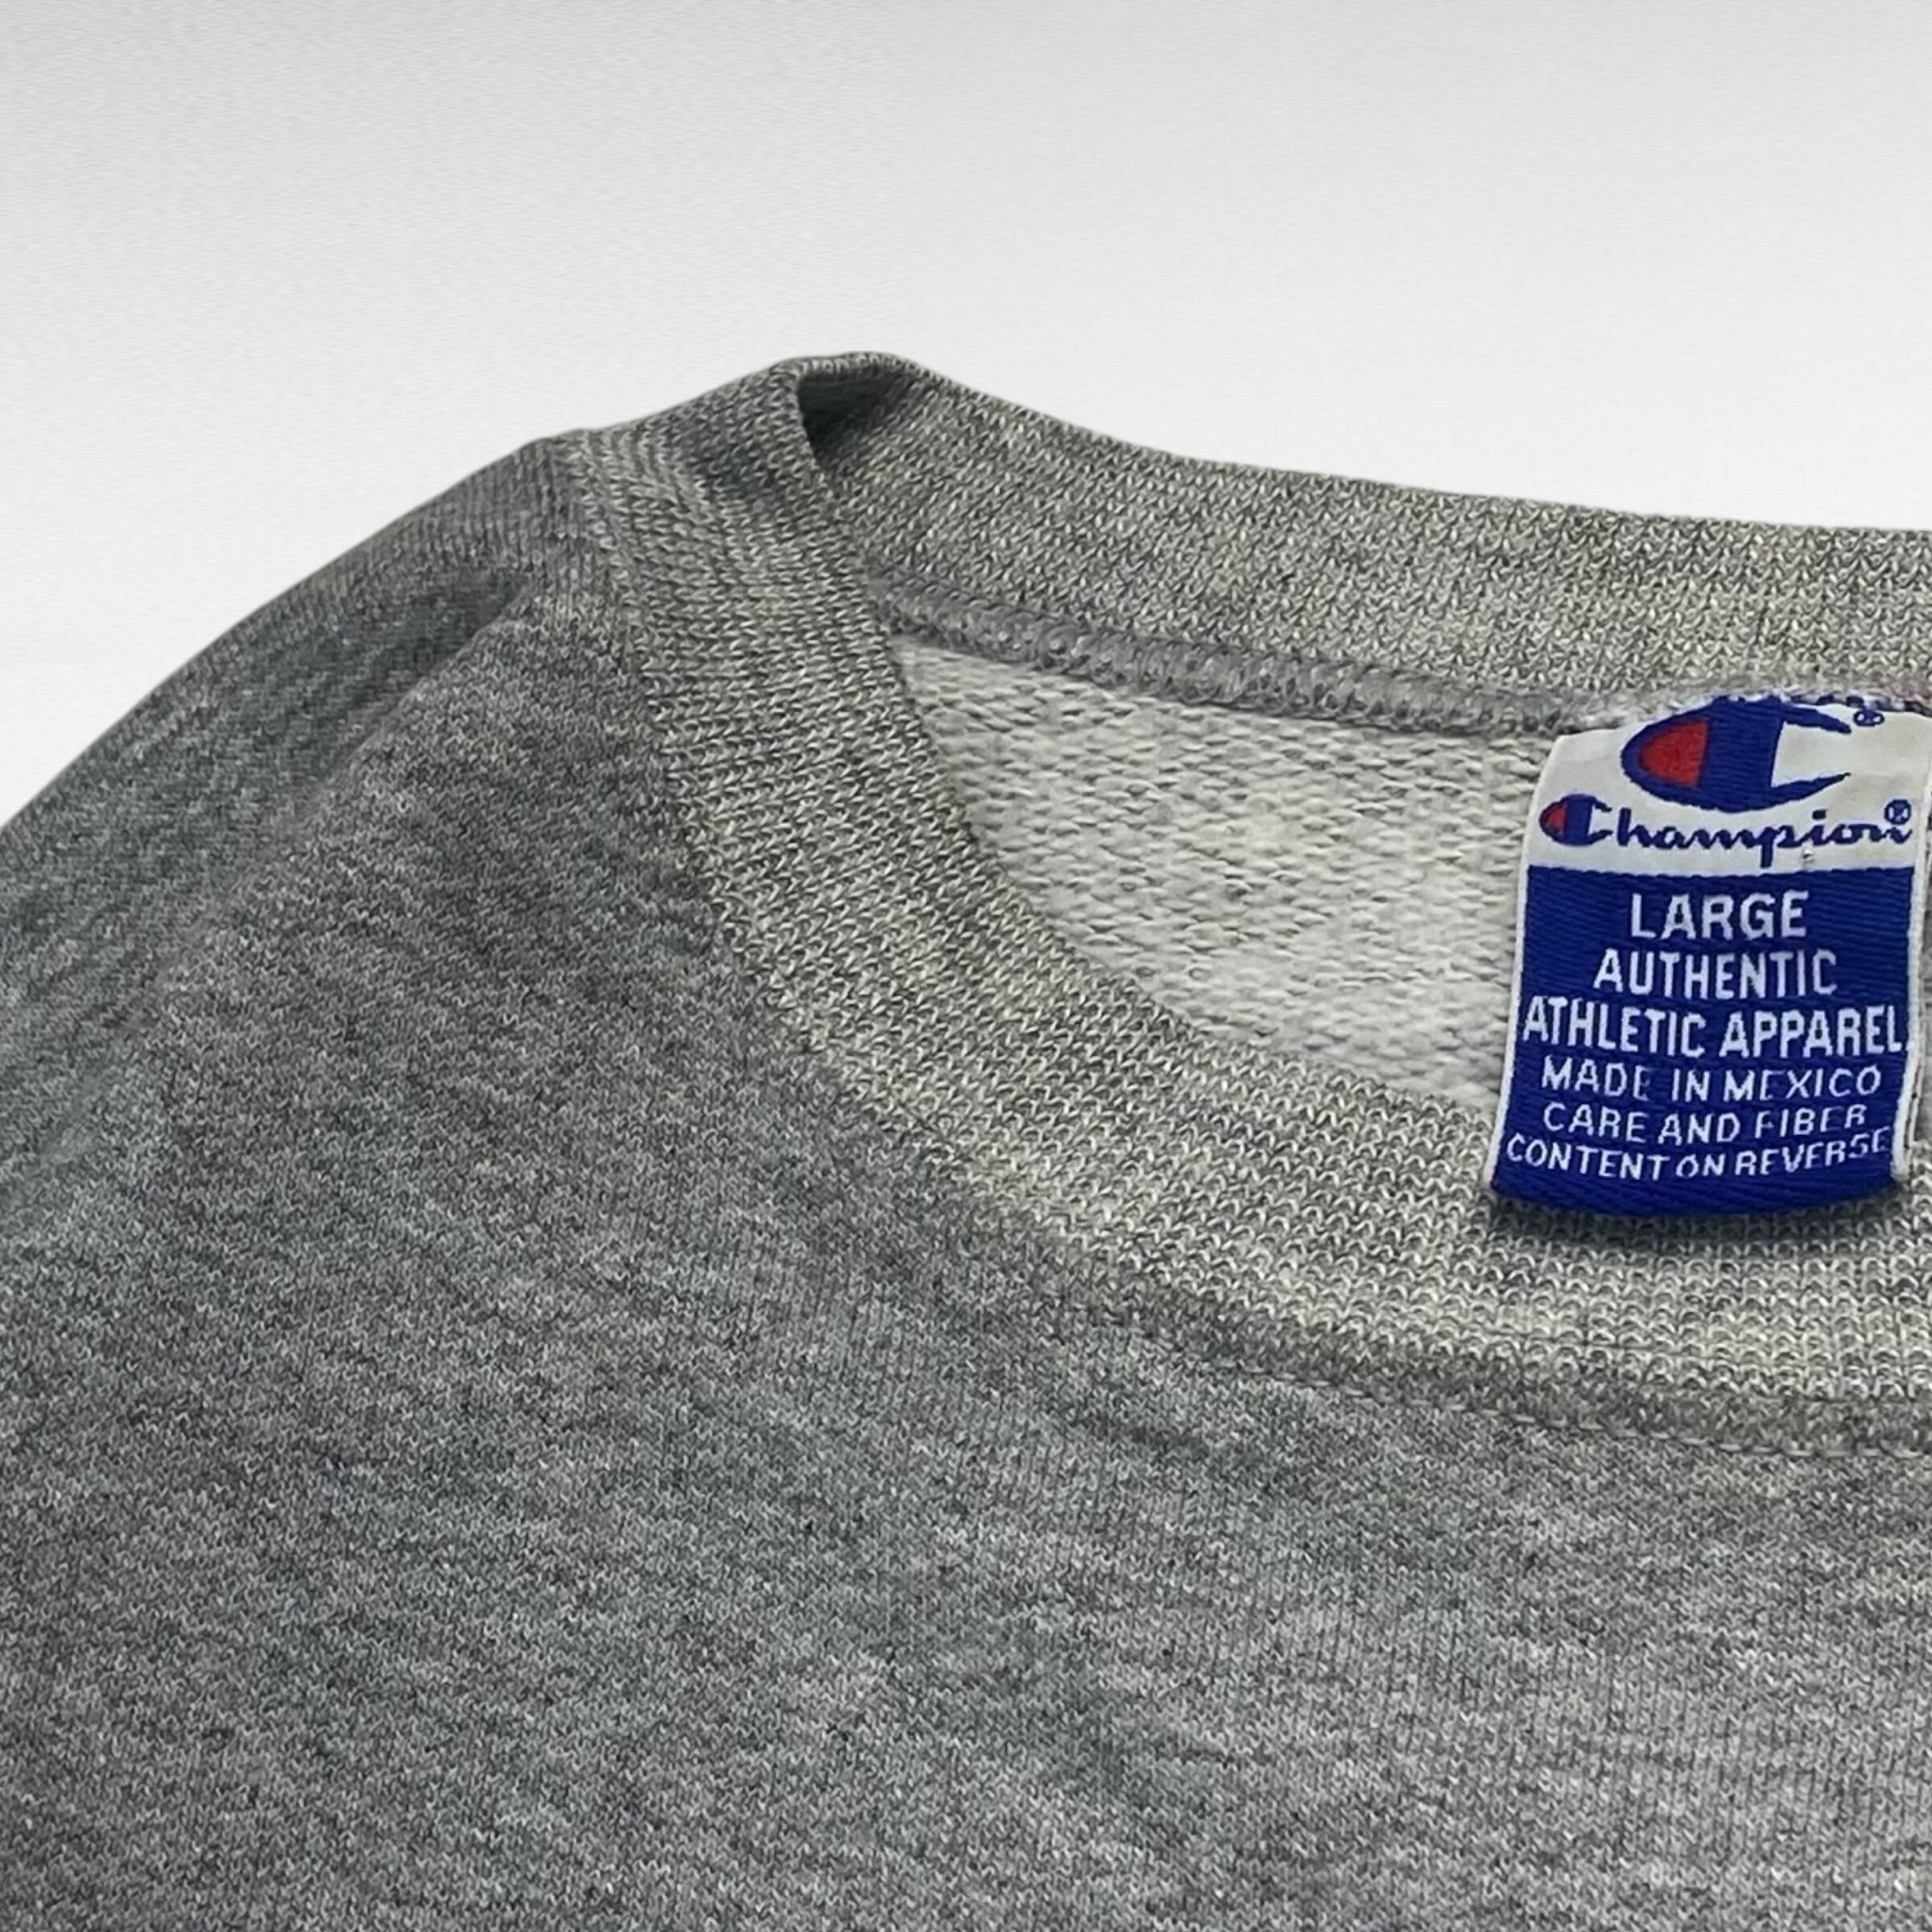 Champion®
LARGE
AUTHENTIC
ATHLETIC APPAREL
MADE IN MEXICO
CARE AND FIBER
CONTENT ON REVERSE